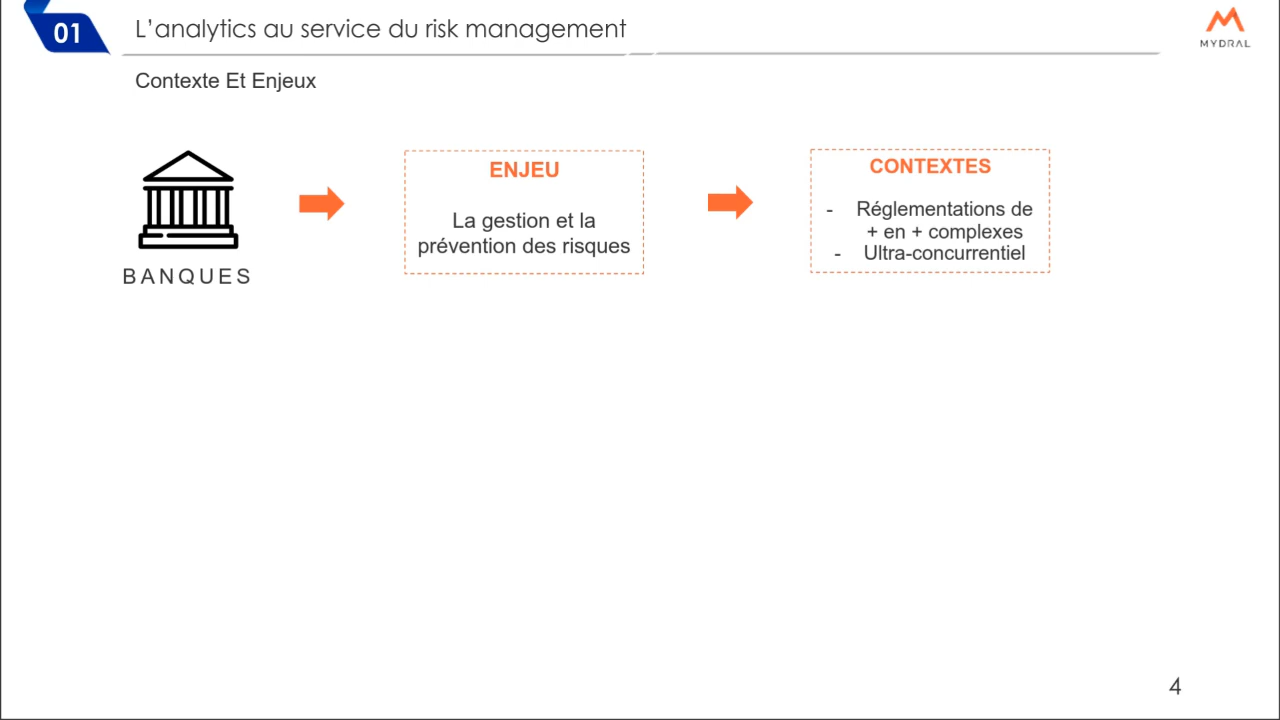 01
L’analytics au service du risk management
MYDRAL
Contexte Et Enjeux
BANQUES
ENJEU
La gestion et la
prévention des risques
CONTEXTES
- Réglementations de
+ en + complexes
- Ultra-concurrentiel
4